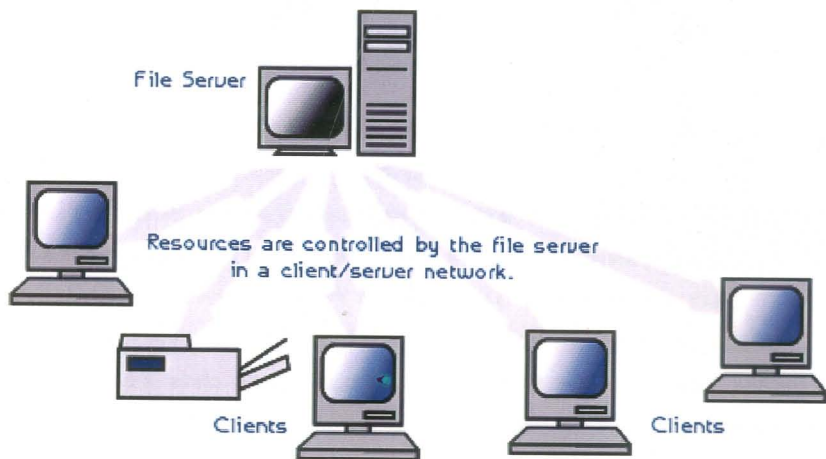 File Server
Resources are controlled by the file server
in a client/server network.
Clients
Clients